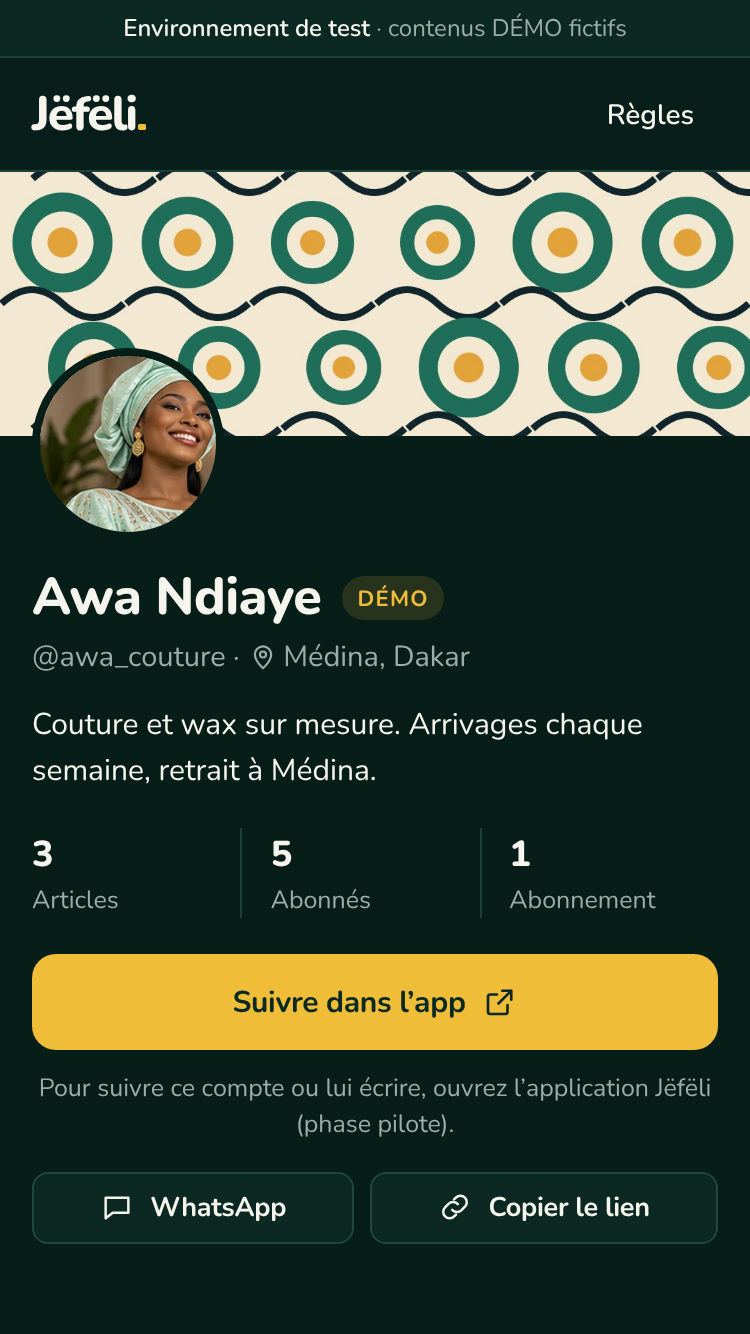 Environnement de test · contenus DÉMO fictifs
Jëfëli.
Règles
Awa Ndiaye DÉMO
@awa_couture · Médina, Dakar
Couture et wax sur mesure. Arrivages chaque
semaine, retrait à Médina.
3 5 1
Articles Abonnés Abonnement
Suivre dans l’app
Pour suivre ce compte ou lui écrire, ouvrez l’application Jëfëli
(phase pilote).
WhatsApp Copier le lien